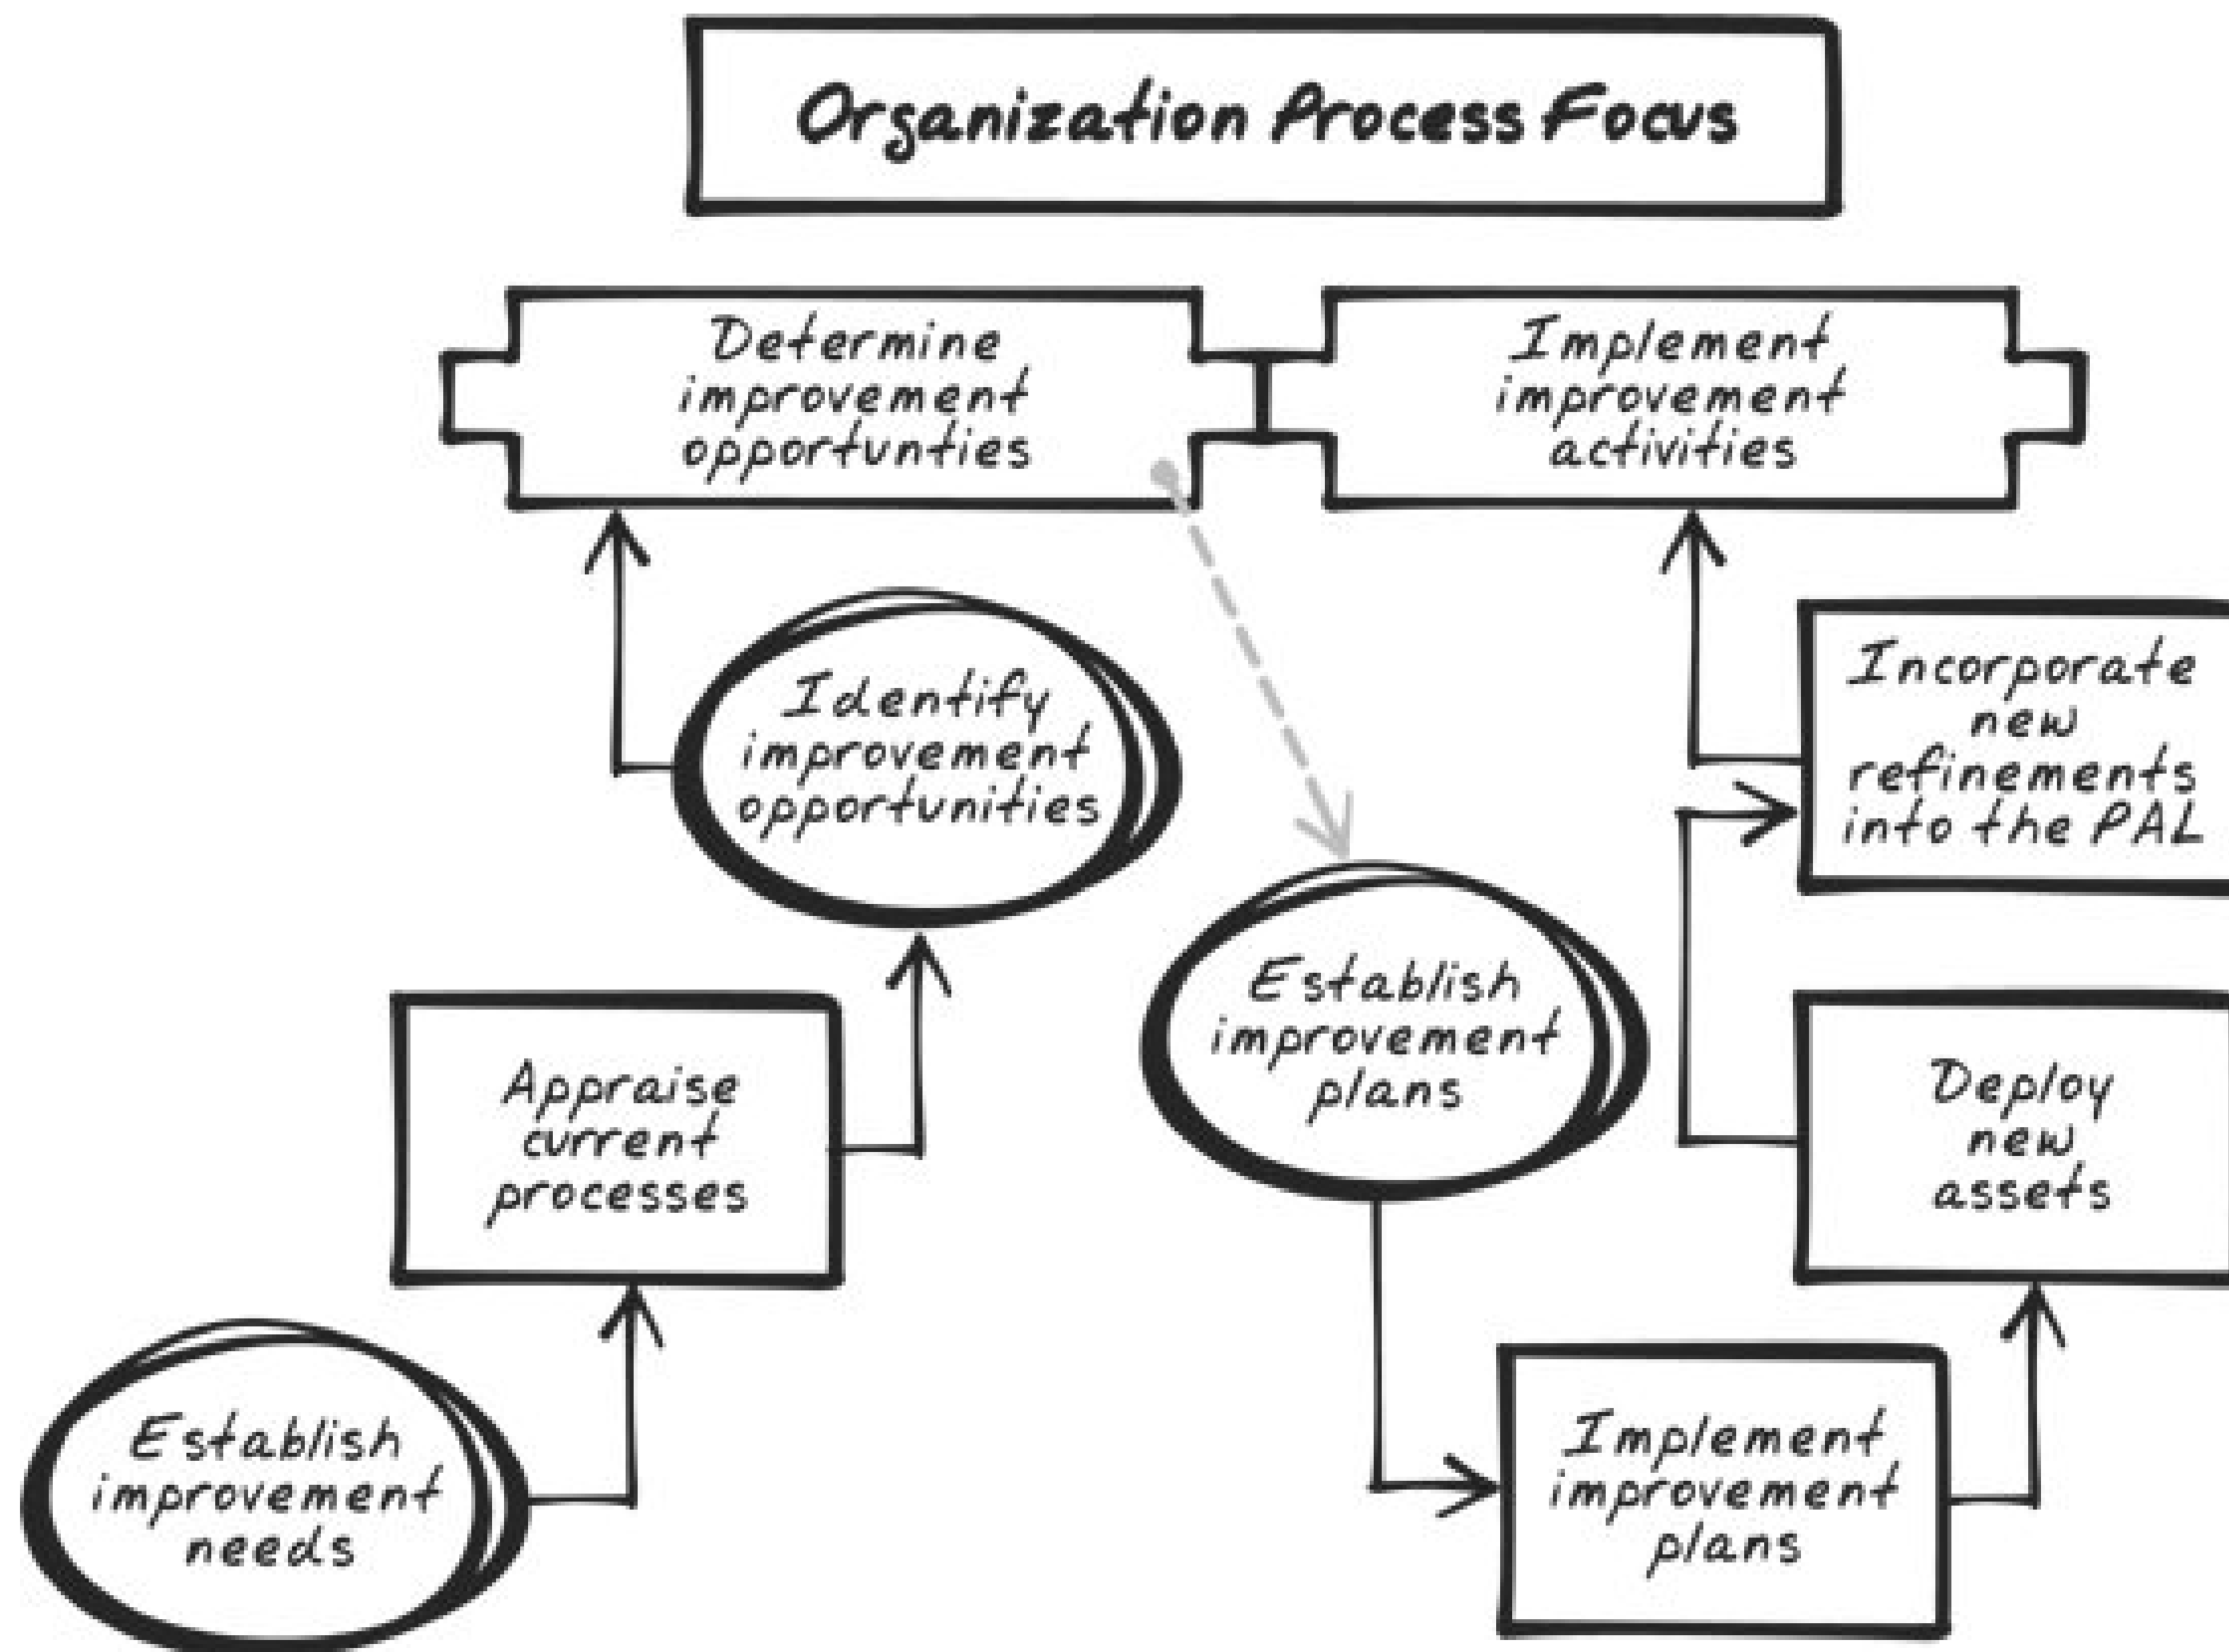 Organization Process Focus
Determine
improvement
opportunties
Implement
improvement
activities
Identify
improvement
opportunities
Incorporate
new
refinements
into the PAL
Establish
improvement
plans
Appraise
current
processes
Deploy
new
assets
Establish
improvement
needs
Implement
improvement
plans